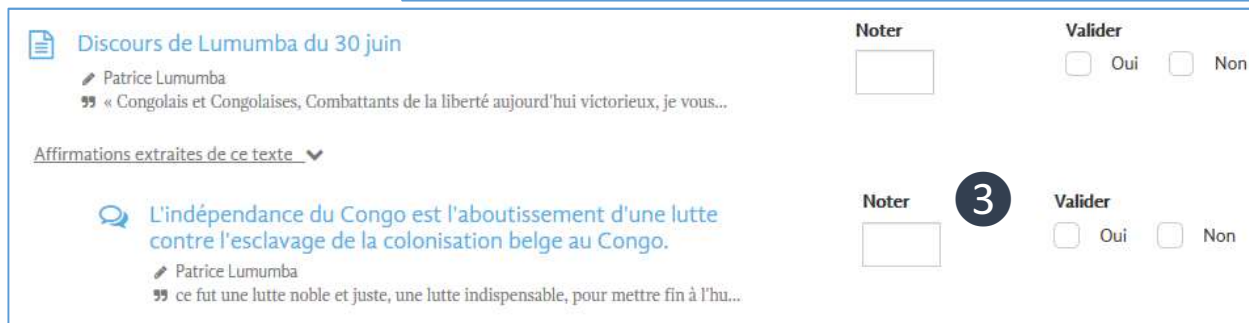 Discours de Lumumba du 30 juin
Noter
Valider
Oui Non
Patrice Lumumba
« Congolais et Congolaises, Combattants de la liberté aujourd'hui victorieux, je vous...
Affirmations extraites de ce texte
L'indépendance du Congo est l'aboutissement d'une lutte
contre l'esclavage de la colonisation belge au Congo.
Noter
3
Valider
Oui Non
Patrice Lumumba
ce fut une lutte noble et juste, une lutte indispensable, pour mettre fin à l'hu...